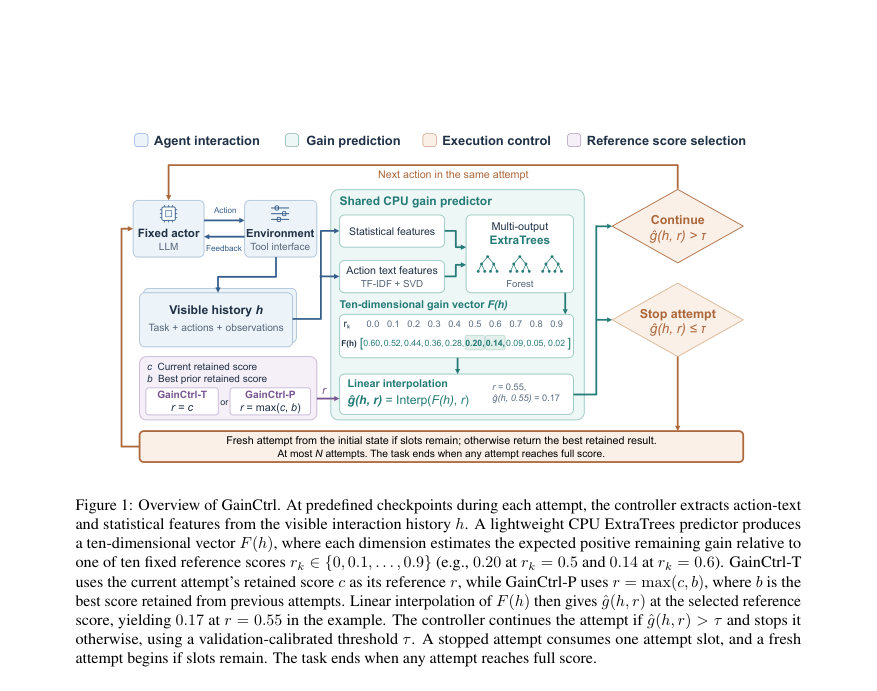 Agent interaction
Gain prediction
Execution control
Reference score selection
Next action in the same attempt
Fixed actor
LLM
Action
Feedback
Environment
Tool interface
Visible history h
Task + actions + observations
c Current retained score
b Best prior retained score
GainCtrl-T
r = c
or
GainCtrl-P
r = max(c, b)
r
Shared CPU gain predictor
Statistical features
Action text features
TF-IDF + SVD
Multi-output
ExtraTrees
Forest
Ten-dimensional gain vector F(h)
rₖ 0.0 0.1 0.2 0.3 0.4 0.5 0.6 0.7 0.8 0.9
F(h) [0.60, 0.52, 0.44, 0.36, 0.28, 0.20, 0.14, 0.09, 0.05, 0.02 ]
Linear interpolation
ĝ(h, r) = Interp(F(h), r)
r = 0.55,
ĝ(h, 0.55) = 0.17
Continue
ĝ(h, r) > τ
Stop attempt
ĝ(h, r) ≤ τ
Fresh attempt from the initial state if slots remain; otherwise return the best retained result.
At most N attempts. The task ends when any attempt reaches full score.
Figure 1: Overview of GainCtrl. At predefined checkpoints during each attempt, the controller extracts action-text
and statistical features from the visible interaction history h. A lightweight CPU ExtraTrees predictor produces
a ten-dimensional vector F(h), where each dimension estimates the expected positive remaining gain relative to
one of ten fixed reference scores rₖ ∈ {0, 0.1, . . . , 0.9} (e.g., 0.20 at rₖ = 0.5 and 0.14 at rₖ = 0.6). GainCtrl-T
uses the current attempt's retained score c as its reference r, while GainCtrl-P uses r = max(c, b), where b is the
best score retained from previous attempts. Linear interpolation of F(h) then gives ĝ(h, r) at the selected reference
score, yielding 0.17 at r = 0.55 in the example. The controller continues the attempt if ĝ(h, r) > τ and stops it
otherwise, using a validation-calibrated threshold τ. A stopped attempt consumes one attempt slot, and a fresh
attempt begins if slots remain. The task ends when any attempt reaches full score.